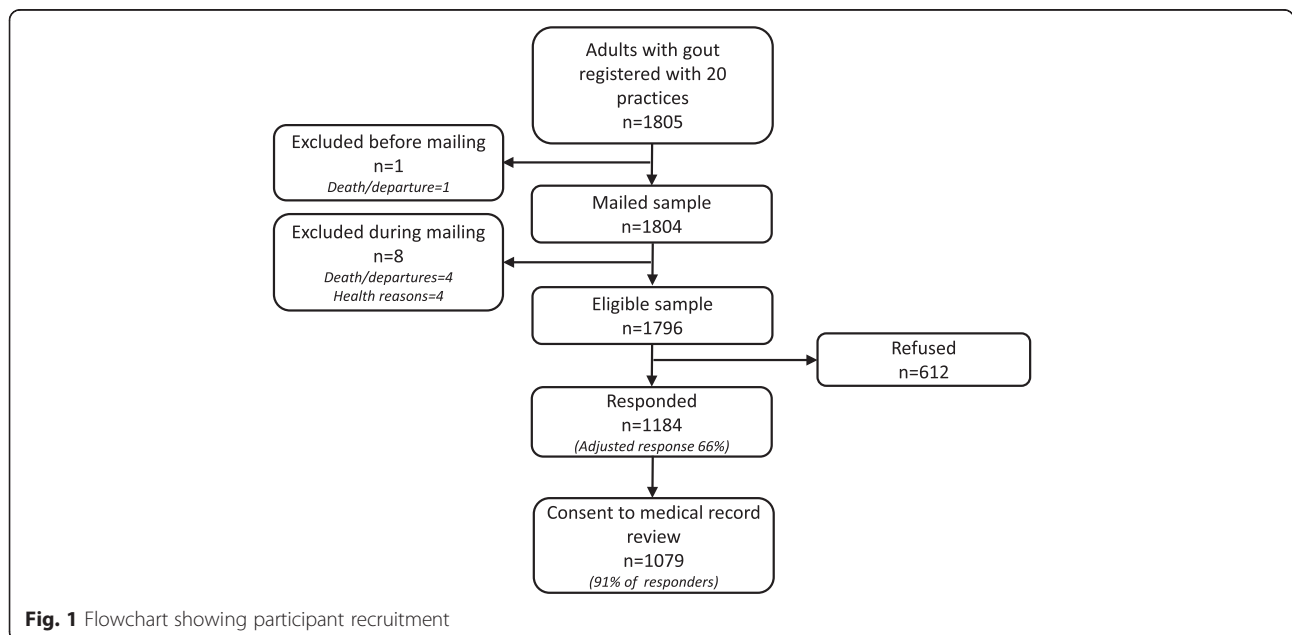 Adults with gout
registered with 20
practices
n=1805
Excluded before mailing
n=1
Death/departure=1
Mailed sample
n=1804
Excluded during mailing
n=8
Death/departures=4
Health reasons=4
Eligible sample
n=1796
Refused
n=612
Responded
n=1184
(Adjusted response 66%)
Consent to medical record
review
n=1079
(91% of responders)
Fig. 1 Flowchart showing participant recruitment